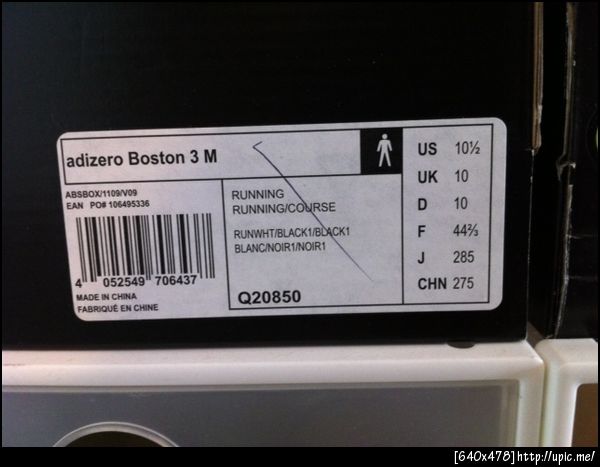 adizero Boston 3 M
ABSBOX/1109/V09
EAN PO# 106495336
4 052549 706437
MADE IN CHINA
FABRIQUÉ EN CHINE
RUNNING
RUNNING/COURSE
RUNWHT/BLACK1/BLACK1
BLANC/NOIR1/NOIR1
Q20850
US 10½
UK 10
D 10
F 44⅔
J 285
CHN 275
[640x478]http://upic.me/